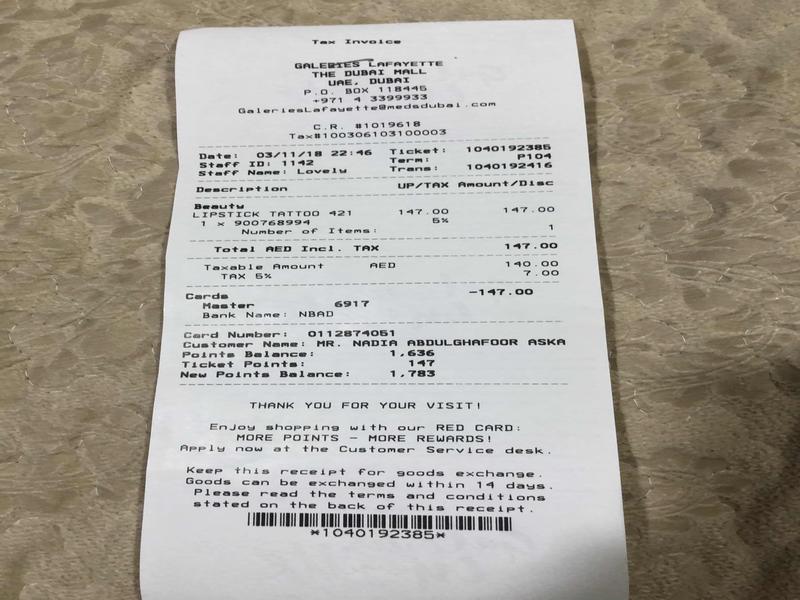 Tax Invoice
GALERIES LAFAYETTE
THE DUBAI MALL
UAE, DUBAI
P.O. BOX 118445
+971 4 3399933
GaleriesLafayette@medsdubai.com
C.R. #1019618
Tax#100306103100003
Date: 03/11/18 22:46 Ticket: 1040192385
Staff ID: 1142 Term: P104
Staff Name: Lovely Trans: 1040192416
Description UP/TAX Amount/Disc
Beauty
LIPSTICK TATTOO 421 147.00 147.00
1 x 900768994 5%
Number of Items: 1
Total AED Incl. TAX 147.00
Taxable Amount AED 140.00
TAX 5% 7.00
Cards -147.00
Master 6917
Bank Name: NBAD
Card Number: 0112874051
Customer Name: MR. NADIA ABDULGHAFOOR ASKA
Points Balance: 1,636
Ticket Points: 147
New Points Balance: 1,783
THANK YOU FOR YOUR VISIT!
Enjoy shopping with our RED CARD:
MORE POINTS - MORE REWARDS!
Apply now at the Customer Service desk.
Keep this receipt for goods exchange.
Goods can be exchanged within 14 days.
Please read the terms and conditions
stated on the back of this receipt.
*1040192385*